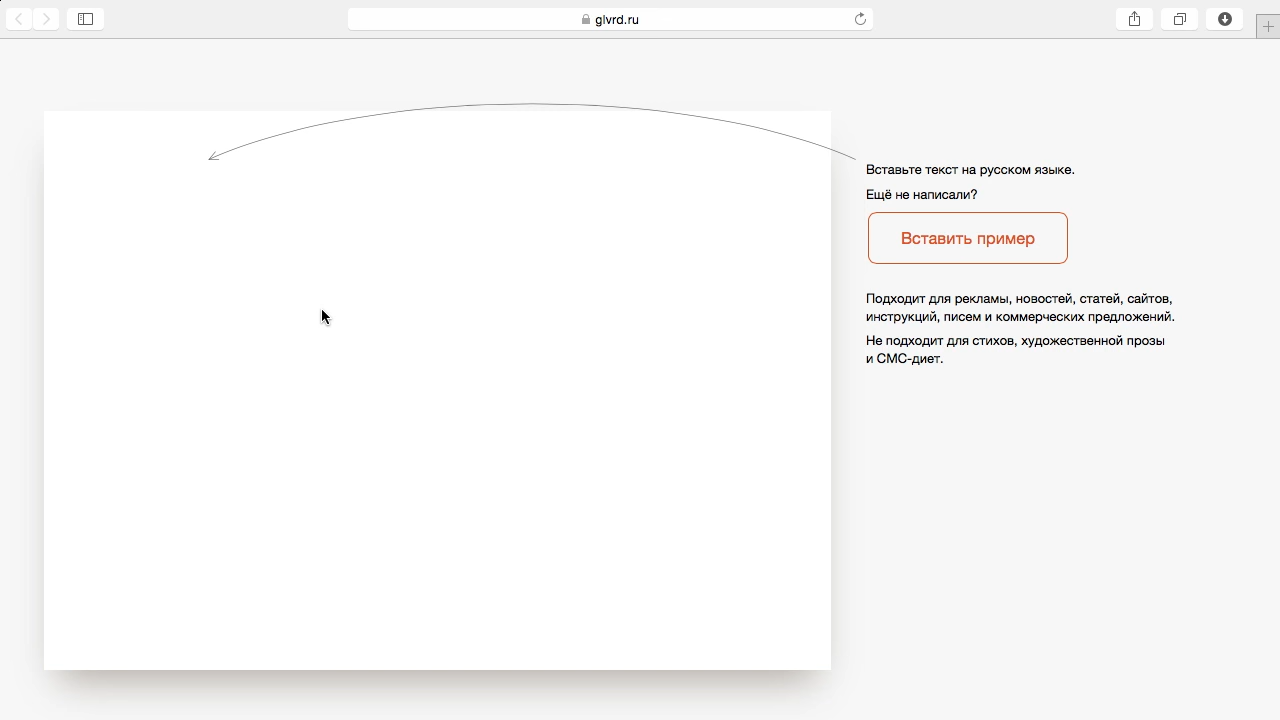 glvrd.ru
Вставьте текст на русском языке.
Ещё не написали?
Вставить пример
Подходит для рекламы, новостей, статей, сайтов,
инструкций, писем и коммерческих предложений.
Не подходит для стихов, художественной прозы
и СМС-диет.